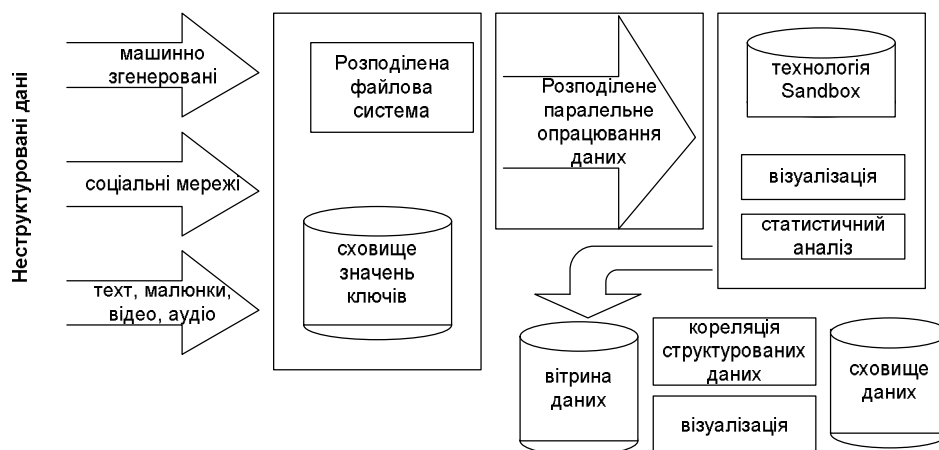 Неструктуровані дані
машинно
згенеровані
соціальні мережі
техт, малюнки,
відео, аудіо
Розподілена
файлова
система
сховище
значень
ключів
Розподілене
паралельне
опрацювання
даних
технологія
Sandbox
візуалізація
статистичний
аналіз
вітрина
даних
кореляція
структурованих
даних
візуалізація
сховище
даних